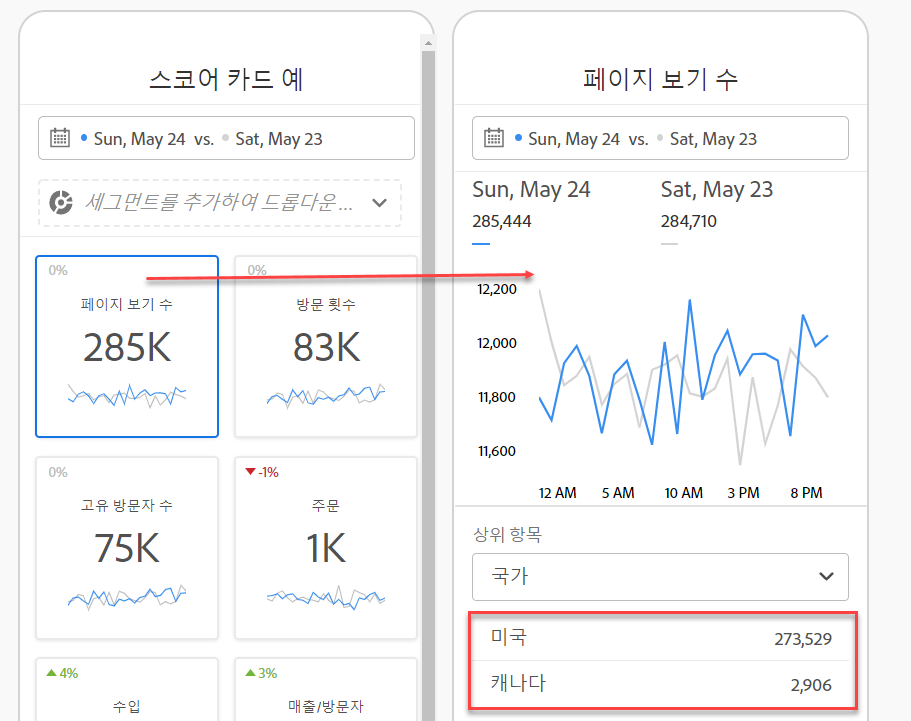 스코어 카드 예
Sun, May 24 vs. Sat, May 23
세그먼트를 추가하여 드롭다운 ...
0%
페이지 보기 수
285K
0%
방문 횟수
83K
0%
고유 방문자 수
75K
-1%
주문
1K
4%
수입
3%
매출/방문자
페이지 보기 수
Sun, May 24 vs. Sat, May 23
Sun, May 24
285,444
Sat, May 23
284,710
12,200
12,000
11,800
11,600
12 AM 5 AM 10 AM 3 PM 8 PM
상위 항목
국가
미국 273,529
캐나다 2,906